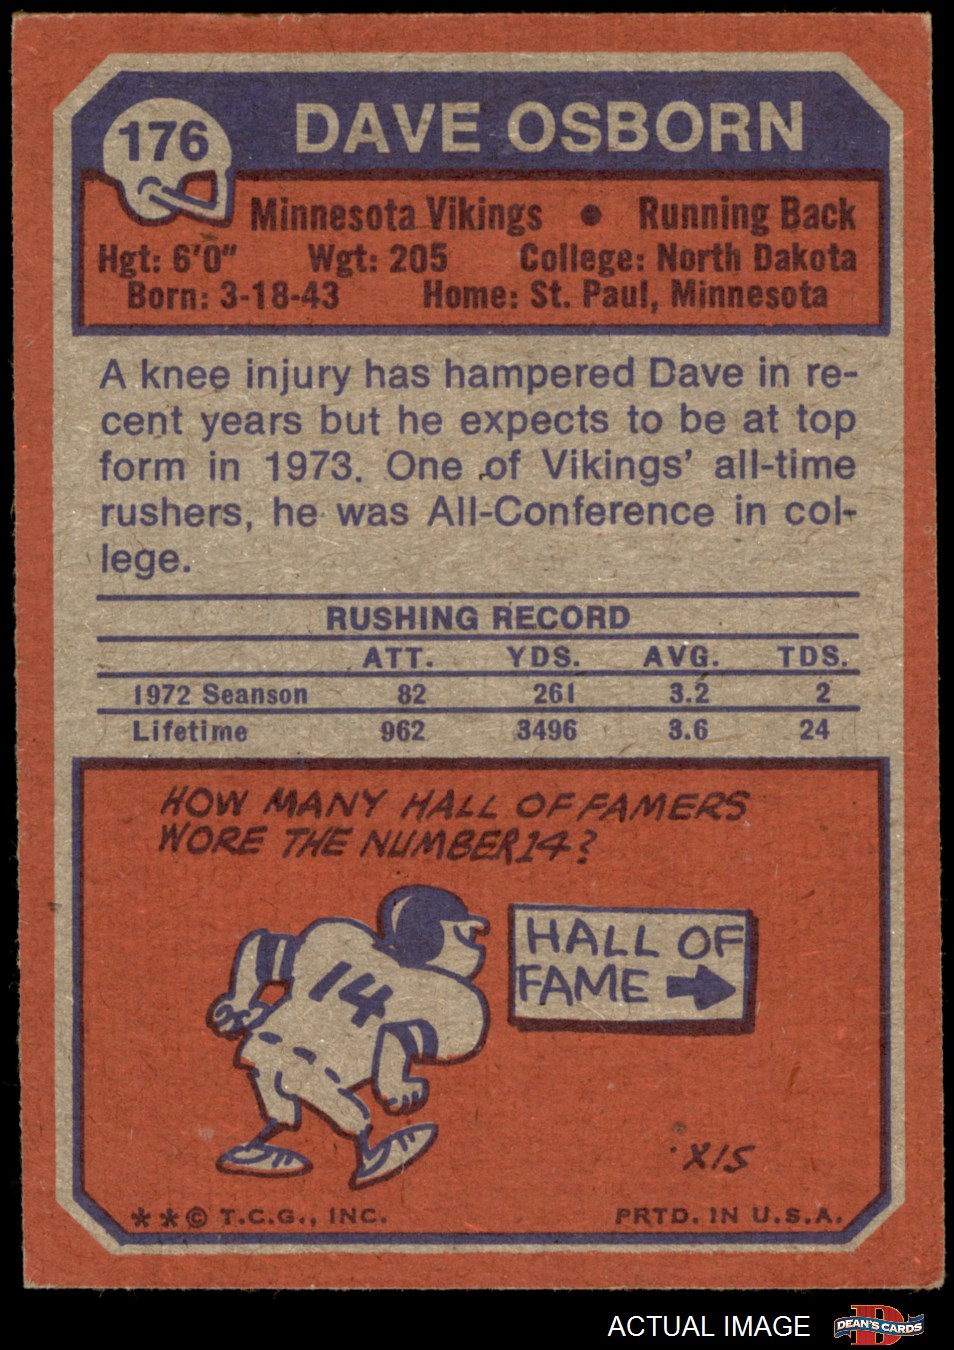 176
DAVE OSBORN
Minnesota Vikings • Running Back
Hgt: 6'0" Wgt: 205 College: North Dakota
Born: 3-18-43 Home: St. Paul, Minnesota
A knee injury has hampered Dave in re-
cent years but he expects to be at top
form in 1973. One of Vikings' all-time
rushers, he was All-Conference in col-
lege.
RUSHING RECORD
ATT. YDS. AVG. TDS.
1972 Seanson 82 261 3.2 2
Lifetime 962 3496 3.6 24
HOW MANY HALL OF FAMERS
WORE THE NUMBER 14?
14
HALL OF
FAME →
X15
** © T.C.G., INC. PRTD. IN U.S.A.
ACTUAL IMAGE
D
DEAN'S CARDS